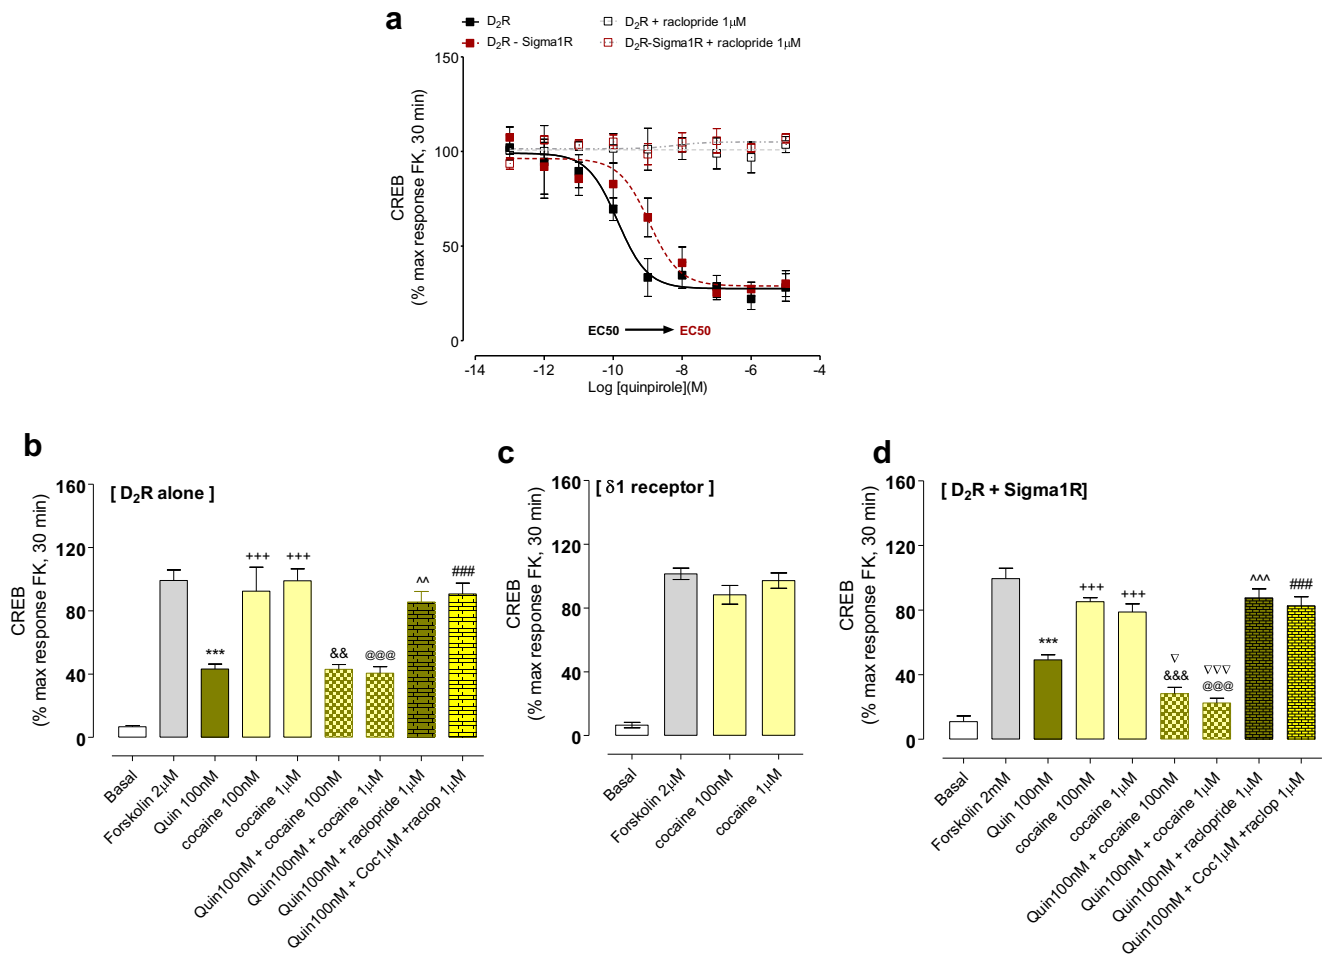 a
D2R
D2R + raclopride 1μM
D2R - Sigma1R
D2R-Sigma1R + raclopride 1μM
CREB
(% max response FK, 30 min)
150
100
50
0
EC50
EC50
-14 -12 -10 -8 -6 -4
Log [quinpirole](M)
b
[ D2R alone ]
CREB
(% max response FK, 30 min)
160
120
80
40
0
***
+++
+++
&&
@@@
^^
###
Basal
Forskolin 2μM
Quin 100nM
cocaine 100nM
cocaine 1μM
Quin100nM + cocaine 100nM
Quin100nM + cocaine 1μM
Quin100nM + raclopride 1μM
Quin100nM + Coc1μM +raclop 1μM
c
[ δ1 receptor ]
CREB
(% max response FK, 30 min)
160
120
80
40
0
Basal
Forskolin 2μM
cocaine 100nM
cocaine 1μM
d
[ D2R + Sigma1R]
CREB
(% max response FK, 30 min)
160
120
80
40
0
***
+++
+++
∇
&&&
∇∇∇
@@@
^^^
###
Basal
Forskolin 2mM
Quin 100nM
cocaine 100nM
cocaine 1μM
Quin100nM + cocaine 100nM
Quin100nM + cocaine 1μM
Quin100nM + raclopride 1μM
Quin100nM + Coc1μM +raclop 1μM